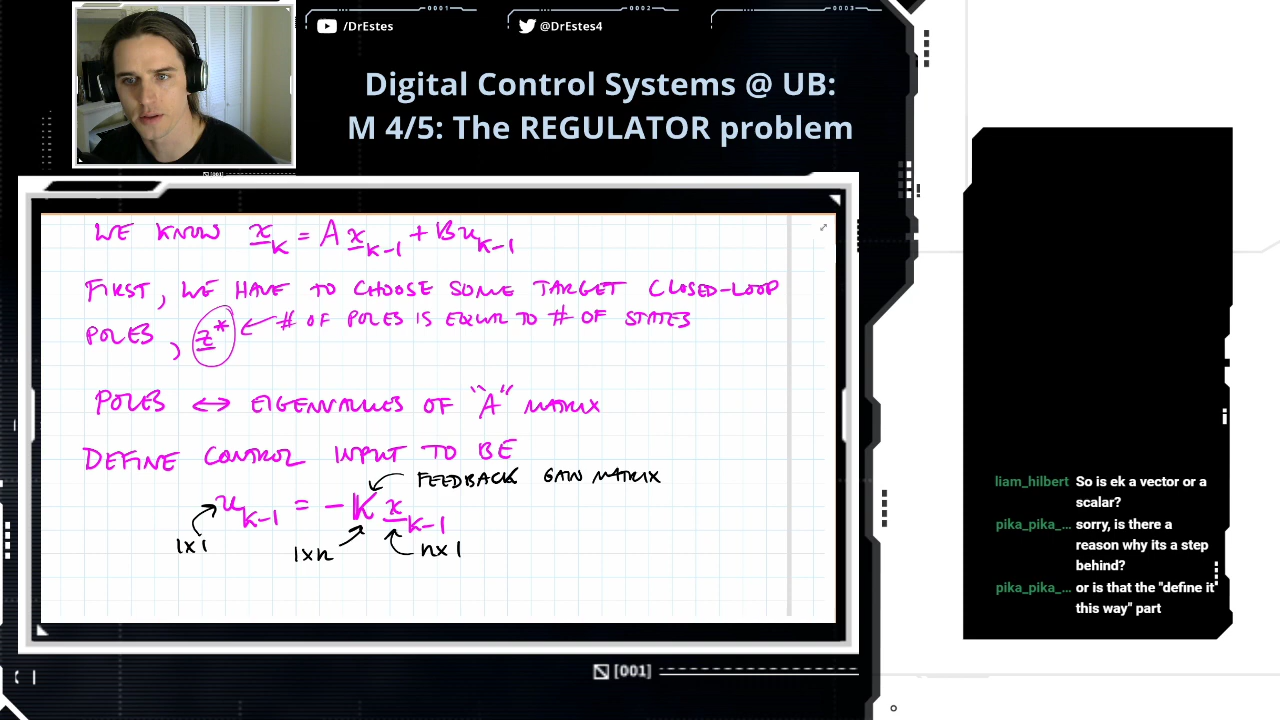 0001
0002
0003
/DrEstes
@DrEstes4
Digital Control Systems @ UB:
M 4/5: The REGULATOR problem
[001]
WE KNOW x_k = A x_k-1 + B u_k-1
FIRST, WE HAVE TO CHOOSE SOME TARGET CLOSED-LOOP
POLES, z* ← # OF POLES IS EQUAL TO # OF STATES
POLES ↔ EIGENVALUES OF "A" MATRIX
DEFINE CONTROL INPUT TO BE
FEEDBACK GAIN MATRIX
u_k-1 = -K x_k-1
1x1
1xn
nx1
[001]
liam_hilbert So is ek a vector or a
scalar?
pika_pika_... sorry, is there a
reason why its a step
behind?
pika_pika_... or is that the "define it
this way" part